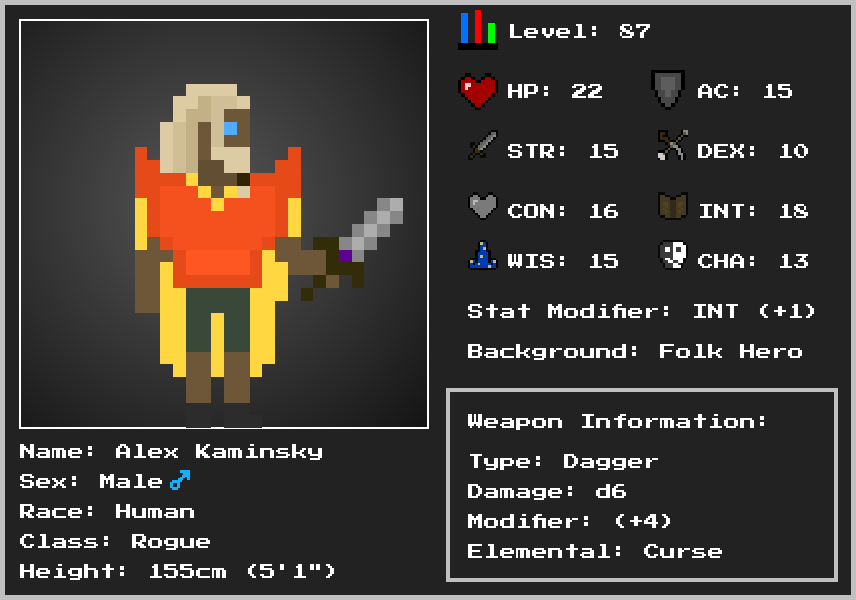 Level: 87
HP: 22
AC: 15
STR: 15
DEX: 10
CON: 16
INT: 18
WIS: 15
CHA: 13
Stat Modifier: INT (+1)
Background: Folk Hero
Weapon Information:
Type: Dagger
Damage: d6
Modifier: (+4)
Elemental: Curse
Name: Alex Kaminsky
Sex: Male♂
Race: Human
Class: Rogue
Height: 155cm (5'1")